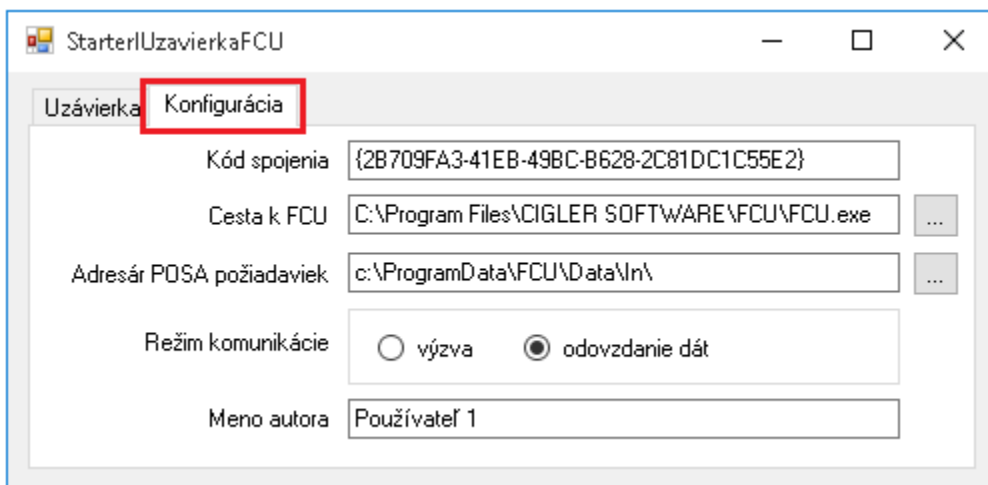 StarterIUzavierkaFCU
Uzávierka Konfigurácia
Kód spojenia {2B709FA3-41EB-49BC-B628-2C81DC1C55E2}
Cesta k FCU C:\Program Files\CIGLER SOFTWARE\FCU\FCU.exe ...
Adresár POSA požiadaviek c:\ProgramData\FCU\Data\In\ ...
Režim komunikácie výzva odovzdanie dát
Meno autora Používateľ 1